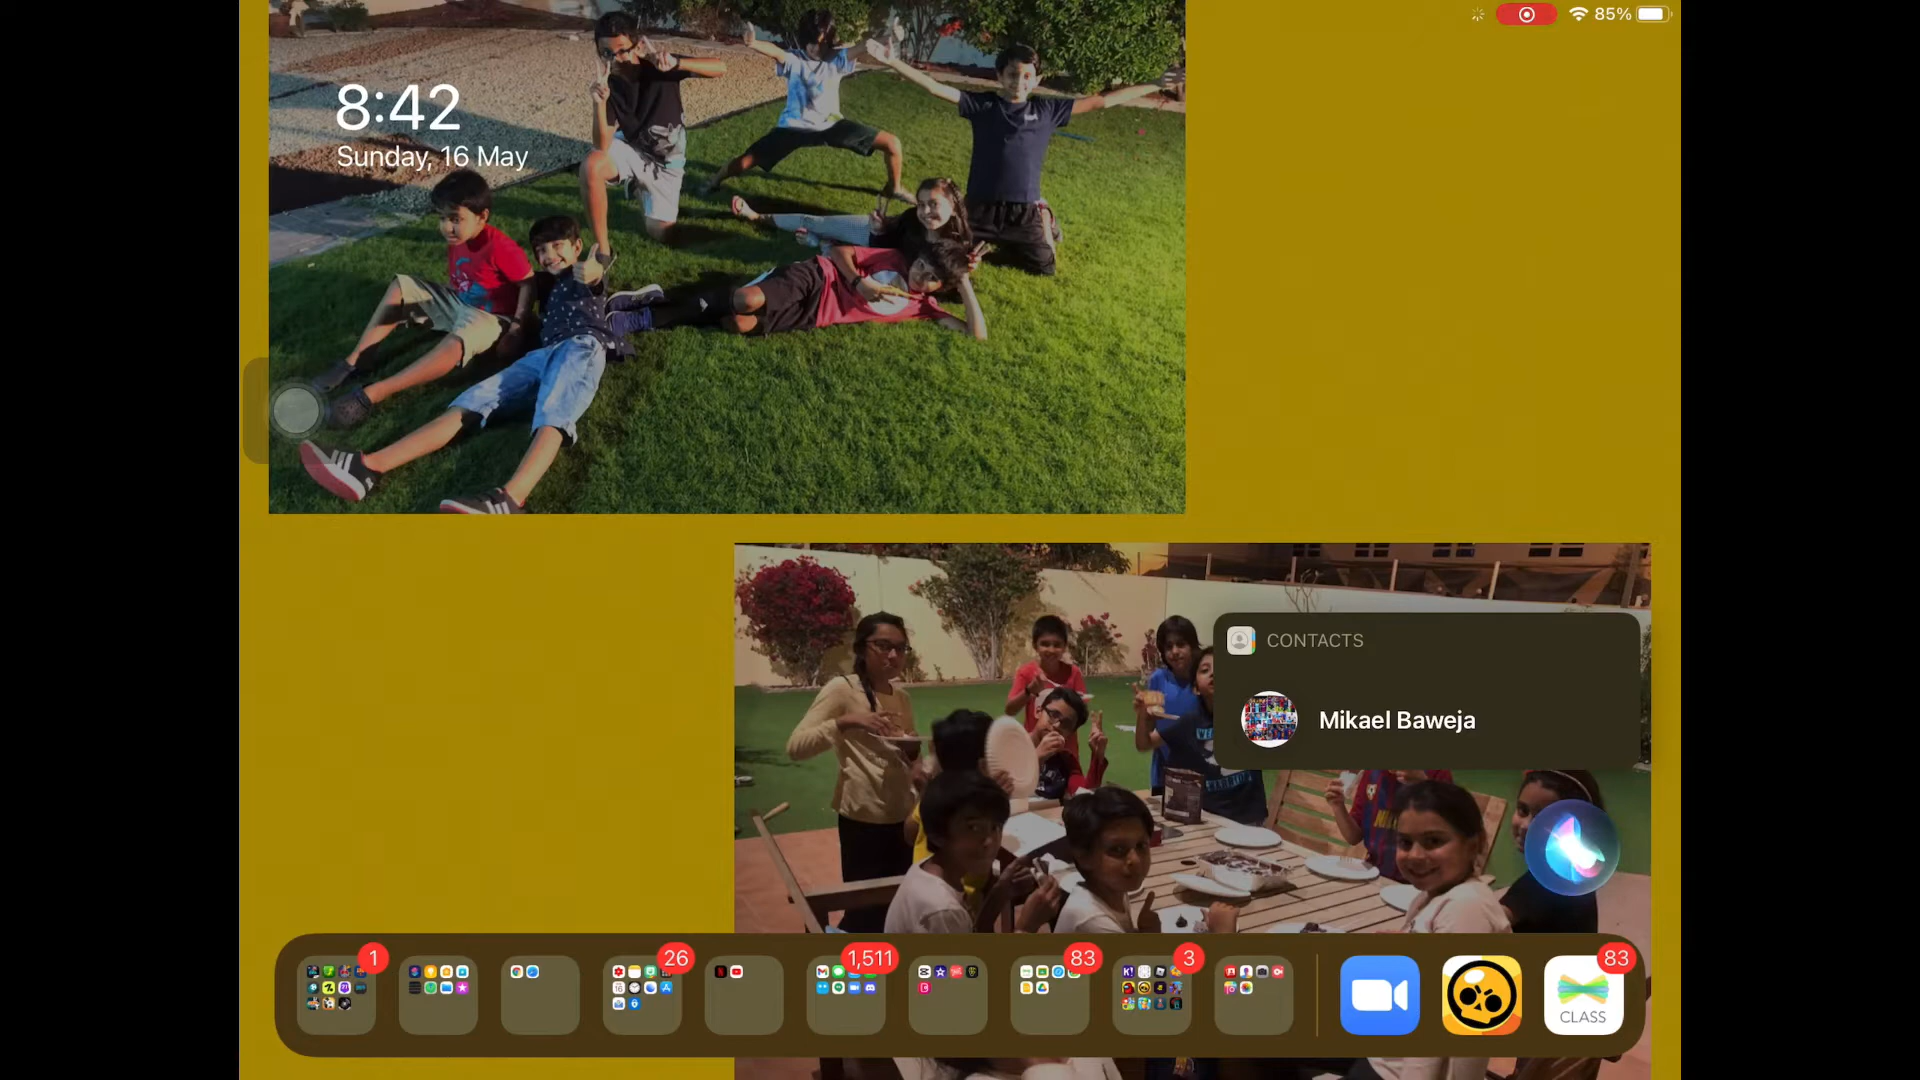 85%
8:42
Sunday, 16 May
CONTACTS
Mikael Baweja
1
26
1,511
83
3
83
CLASS